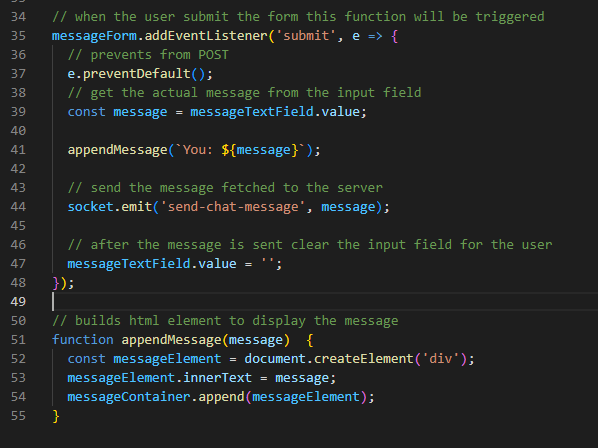 34 // when the user submit the form this function will be triggered
35 messageForm.addEventListener('submit', e => {
36   // prevents from POST
37   e.preventDefault();
38   // get the actual message from the input field
39   const message = messageTextField.value;
40
41   appendMessage(`You: ${message}`);
42
43   // send the message fetched to the server
44   socket.emit('send-chat-message', message);
45
46   // after the message is sent clear the input field for the user
47   messageTextField.value = '';
48 });
49
50 // builds html element to display the message
51 function appendMessage(message)  {
52   const messageElement = document.createElement('div');
53   messageElement.innerText = message;
54   messageContainer.append(messageElement);
55 }